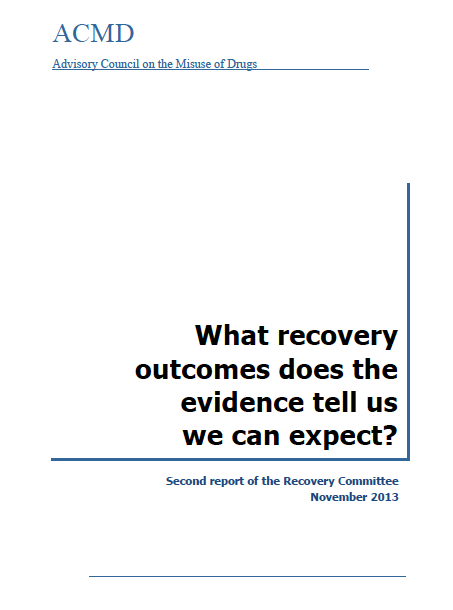 ACMD
Advisory Council on the Misuse of Drugs
What recovery
outcomes does the
evidence tell us
we can expect?
Second report of the Recovery Committee
November 2013